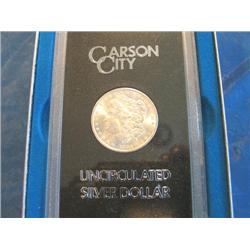 CARSON
CITY
UNCIRCULATED
SILVER DOLLAR